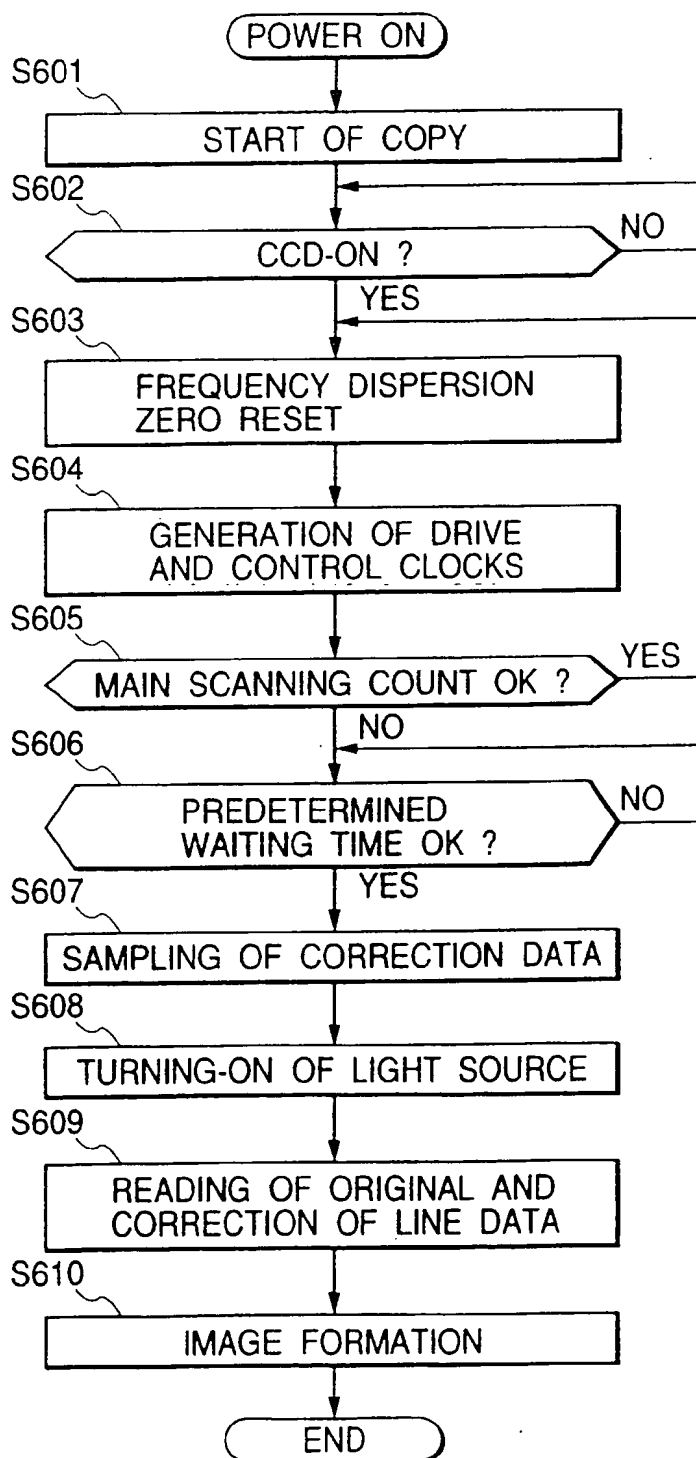 POWER ON
S601
START OF COPY
S602
CCD-ON ?
NO
YES
S603
FREQUENCY DISPERSION
ZERO RESET
S604
GENERATION OF DRIVE
AND CONTROL CLOCKS
S605
MAIN SCANNING COUNT OK ?
YES
NO
S606
PREDETERMINED
WAITING TIME OK ?
NO
YES
S607
SAMPLING OF CORRECTION DATA
S608
TURNING-ON OF LIGHT SOURCE
S609
READING OF ORIGINAL AND
CORRECTION OF LINE DATA
S610
IMAGE FORMATION
END